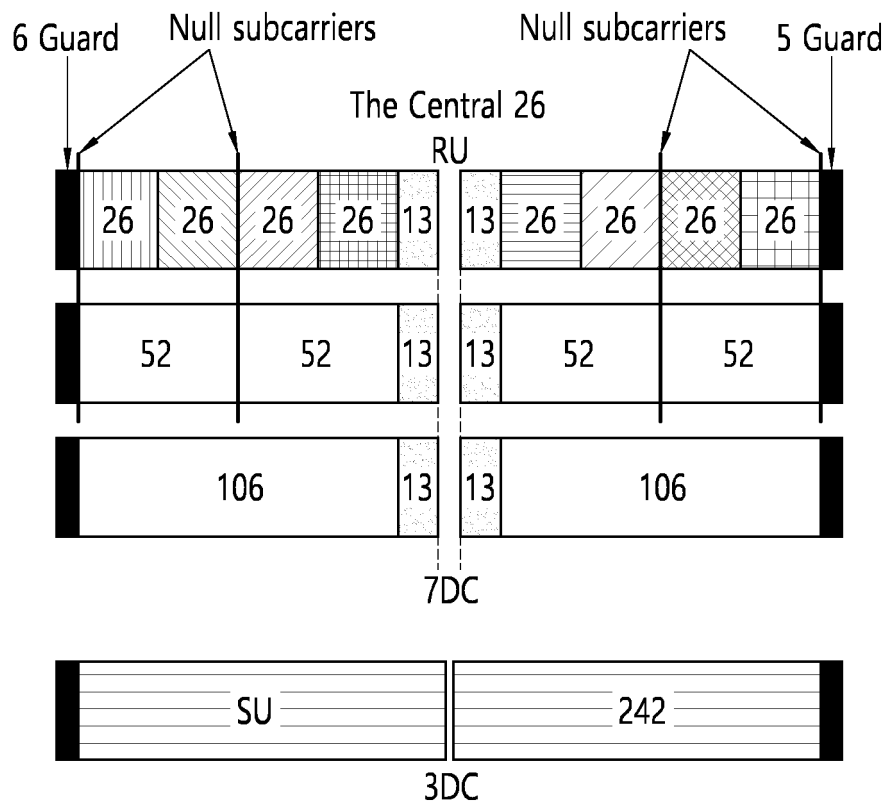 6 Guard Null subcarriers Null subcarriers 5 Guard
The Central 26
RU
26 26 26 26 13 13 26 26 26 26
52 52 13 13 52 52
106 13 13 106
7DC
SU 242
3DC